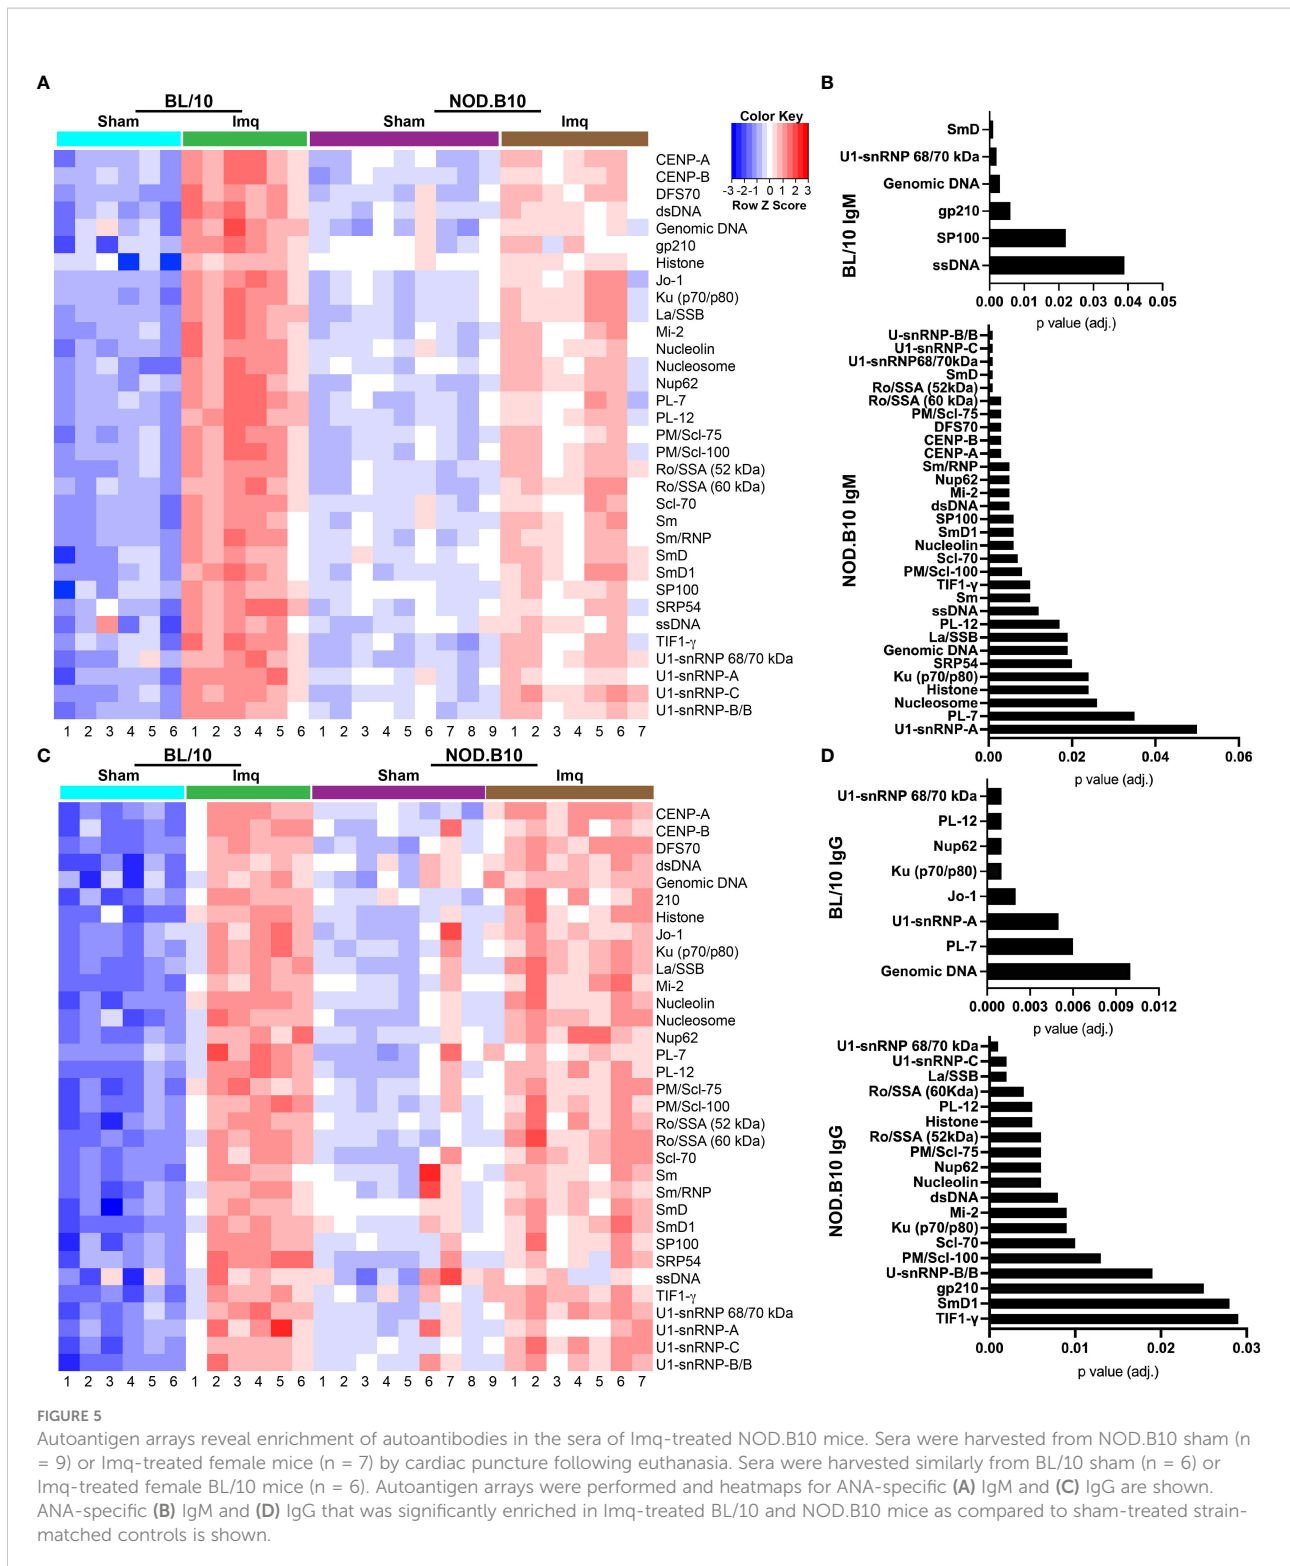 A
BL/10
NOD.B10
Sham
Imq
Sham
Imq
Color Key
-3 -2 -1 0 1 2 3
Row Z Score
CENP-A
CENP-B
DFS70
dsDNA
Genomic DNA
gp210
Histone
Jo-1
Ku (p70/p80)
La/SSB
Mi-2
Nucleolin
Nucleosome
Nup62
PL-7
PL-12
PM/Scl-75
PM/Scl-100
Ro/SSA (52 kDa)
Ro/SSA (60 kDa)
Scl-70
Sm
Sm/RNP
SmD
SmD1
SP100
SRP54
ssDNA
TIF1-γ
U1-snRNP 68/70 kDa
U1-snRNP-A
U1-snRNP-C
U1-snRNP-B/B
1 2 3 4 5 6 1 2 3 4 5 6 1 2 3 4 5 6 7 8 9 1 2 3 4 5 6 7
B
BL/10 IgM
SmD
U1-snRNP 68/70 kDa
Genomic DNA
gp210
SP100
ssDNA
0.00 0.01 0.02 0.03 0.04 0.05
p value (adj.)
NOD.B10 IgM
U-snRNP-B/B
U1-snRNP-C
U1-snRNP68/70kDa
SmD
Ro/SSA (52kDa)
Ro/SSA (60 kDa)
PM/Scl-75
DFS70
CENP-B
CENP-A
Sm/RNP
Nup62
Mi-2
dsDNA
SP100
SmD1
Nucleolin
Scl-70
PM/Scl-100
TIF1-γ
Sm
ssDNA
PL-12
La/SSB
Genomic DNA
SRP54
Ku (p70/p80)
Histone
Nucleosome
PL-7
U1-snRNP-A
0.00 0.02 0.04 0.06
p value (adj.)
C
BL/10
NOD.B10
Sham
Imq
Sham
Imq
CENP-A
CENP-B
DFS70
dsDNA
Genomic DNA
210
Histone
Jo-1
Ku (p70/p80)
La/SSB
Mi-2
Nucleolin
Nucleosome
Nup62
PL-7
PL-12
PM/Scl-75
PM/Scl-100
Ro/SSA (52 kDa)
Ro/SSA (60 kDa)
Scl-70
Sm
Sm/RNP
SmD
SmD1
SP100
SRP54
ssDNA
TIF1-γ
U1-snRNP 68/70 kDa
U1-snRNP-A
U1-snRNP-C
U1-snRNP-B/B
1 2 3 4 5 6 1 2 3 4 5 6 1 2 3 4 5 6 7 8 9 1 2 3 4 5 6 7
D
BL/10 IgG
U1-snRNP 68/70 kDa
PL-12
Nup62
Ku (p70/p80)
Jo-1
U1-snRNP-A
PL-7
Genomic DNA
0.000 0.003 0.006 0.009 0.012
p value (adj.)
NOD.B10 IgG
U1-snRNP 68/70 kDa
U1-snRNP-C
La/SSB
Ro/SSA (60Kda)
PL-12
Histone
Ro/SSA (52kDa)
PM/Scl-75
Nup62
Nucleolin
dsDNA
Mi-2
Ku (p70/p80)
Scl-70
PM/Scl-100
U-snRNP-B/B
gp210
SmD1
TIF1-γ
0.00 0.01 0.02 0.03
p value (adj.)
FIGURE 5
Autoantigen arrays reveal enrichment of autoantibodies in the sera of Imq-treated NOD.B10 mice. Sera were harvested from NOD.B10 sham (n
= 9) or Imq-treated female mice (n = 7) by cardiac puncture following euthanasia. Sera were harvested similarly from BL/10 sham (n = 6) or
Imq-treated female BL/10 mice (n = 6). Autoantigen arrays were performed and heatmaps for ANA-specific (A) IgM and (C) IgG are shown.
ANA-specific (B) IgM and (D) IgG that was significantly enriched in Imq-treated BL/10 and NOD.B10 mice as compared to sham-treated strain-
matched controls is shown.